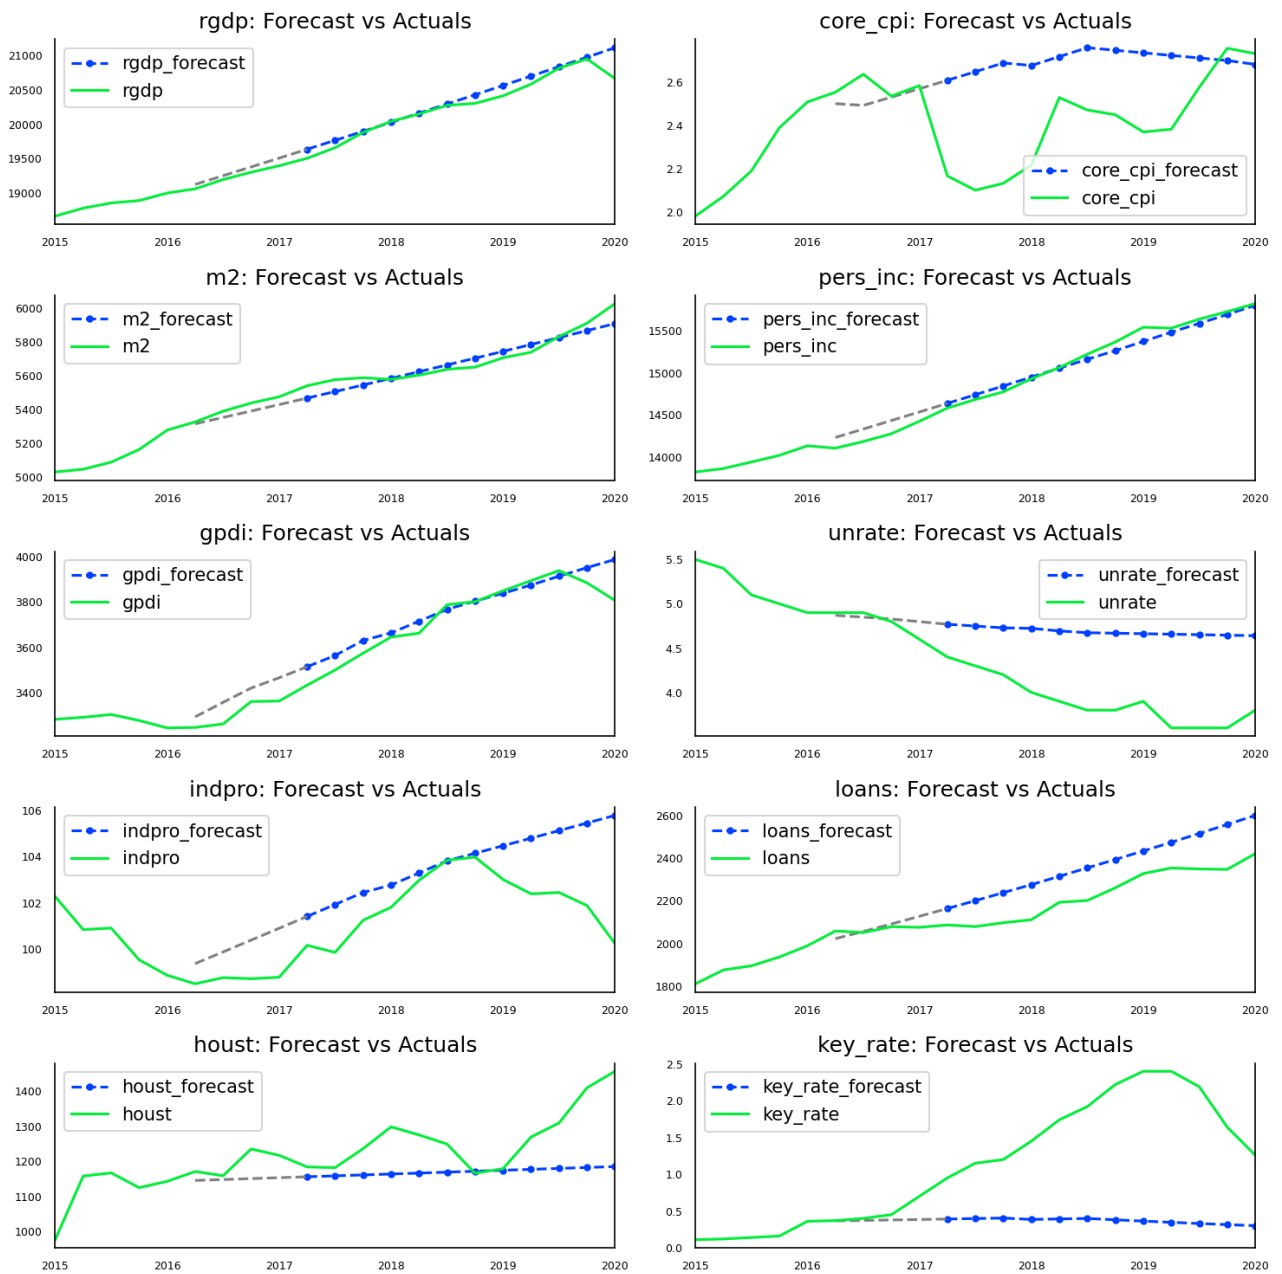 rgdp: Forecast vs Actuals
rgdp_forecast
rgdp
21000
20500
20000
19500
19000
2015 2016 2017 2018 2019 2020
core_cpi: Forecast vs Actuals
core_cpi_forecast
core_cpi
2.6
2.4
2.2
2.0
2015 2016 2017 2018 2019 2020
m2: Forecast vs Actuals
m2_forecast
m2
6000
5800
5600
5400
5200
5000
2015 2016 2017 2018 2019 2020
pers_inc: Forecast vs Actuals
pers_inc_forecast
pers_inc
15500
15000
14500
14000
2015 2016 2017 2018 2019 2020
gpdi: Forecast vs Actuals
gpdi_forecast
gpdi
4000
3800
3600
3400
2015 2016 2017 2018 2019 2020
unrate: Forecast vs Actuals
unrate_forecast
unrate
5.5
5.0
4.5
4.0
2015 2016 2017 2018 2019 2020
indpro: Forecast vs Actuals
indpro_forecast
indpro
106
104
102
100
2015 2016 2017 2018 2019 2020
loans: Forecast vs Actuals
loans_forecast
loans
2600
2400
2200
2000
1800
2015 2016 2017 2018 2019 2020
houst: Forecast vs Actuals
houst_forecast
houst
1400
1300
1200
1100
1000
2015 2016 2017 2018 2019 2020
key_rate: Forecast vs Actuals
key_rate_forecast
key_rate
2.5
2.0
1.5
1.0
0.5
0.0
2015 2016 2017 2018 2019 2020